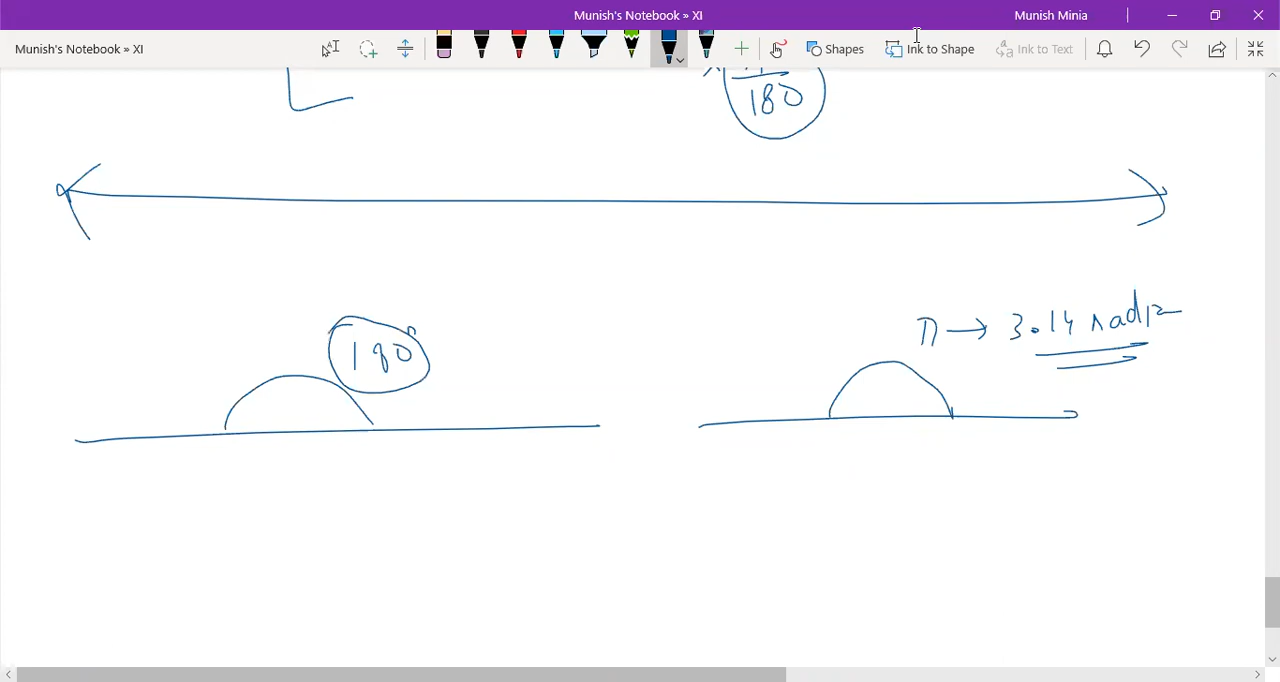 Munish's Notebook » XI
Munish Minia
Munish's Notebook » XI
Shapes
Ink to Shape
Ink to Text
180
180°
π → 3.14 radian